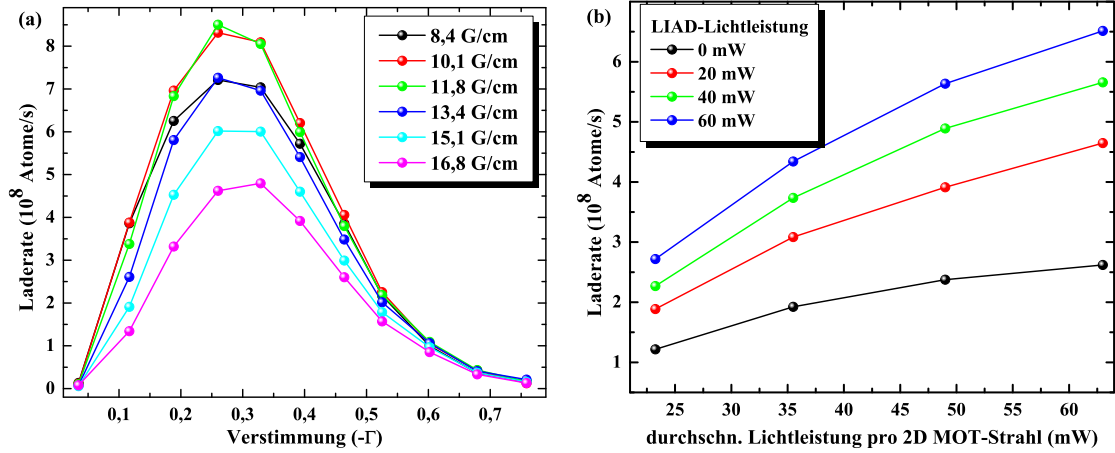 (a)
8
7
6
5
4
3
2
1
0
Laderate (10⁸ Atome/s)
8,4 G/cm
10,1 G/cm
11,8 G/cm
13,4 G/cm
15,1 G/cm
16,8 G/cm
0,1 0,2 0,3 0,4 0,5 0,6 0,7
Verstimmung (-Γ)
(b)
6
5
4
3
2
1
Laderate (10⁸ Atome/s)
LIAD-Lichtleistung
0 mW
20 mW
40 mW
60 mW
25 30 35 40 45 50 55 60
durchschn. Lichtleistung pro 2D MOT-Strahl (mW)